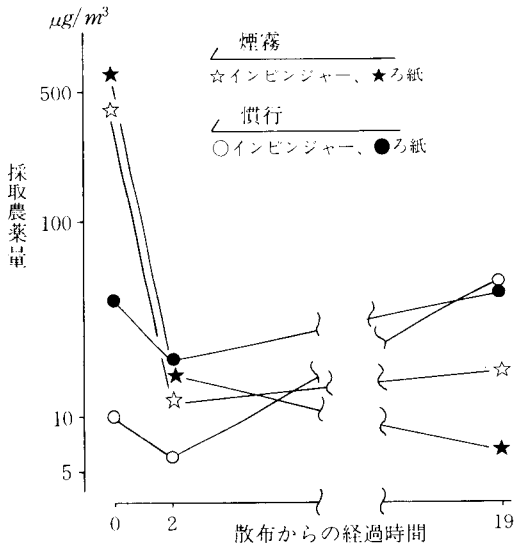 μg/m³
煙霧
☆インピンジャー、★ろ紙
慣行
○インピンジャー、●ろ紙
500
100
10
5
採取農薬量
0 2 19
散布からの経過時間